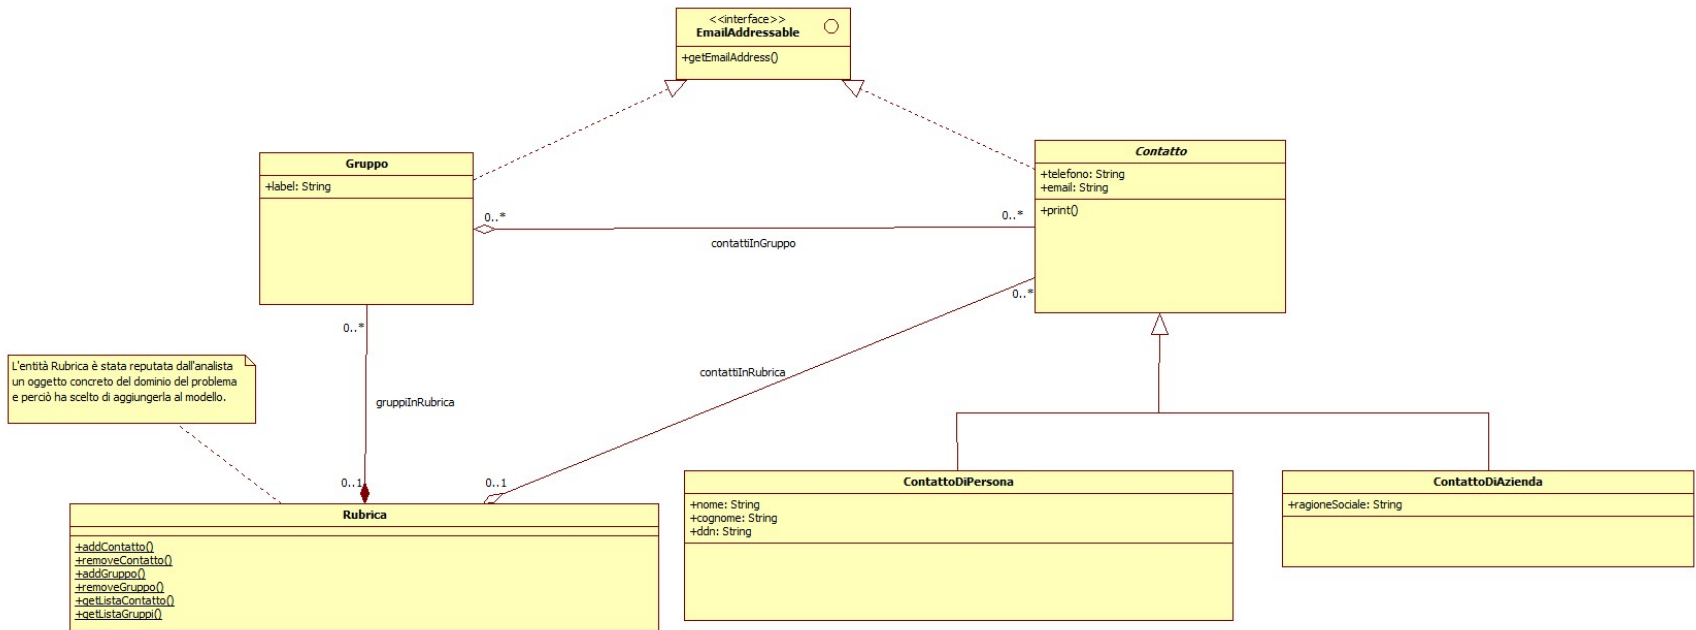 <<interface>>
EmailAddressable
+getEmailAddress()
Gruppo
+label: String
Contatto
+telefono: String
+email: String
+print()
0..*
0..*
contattiInGruppo
0..*
0..*
L'entità Rubrica è stata reputata dall'analista
un oggetto concreto del dominio del problema
e perciò ha scelto di aggiungerla al modello.
contattiInRubrica
gruppiInRubrica
0..1
0..1
Rubrica
+addContatto()
+removeContatto()
+addGruppo()
+removeGruppo()
+getListaContatto()
+getListaGruppi()
ContattoDiPersona
+nome: String
+cognome: String
+ddn: String
ContattoDiAzienda
+ragioneSociale: String